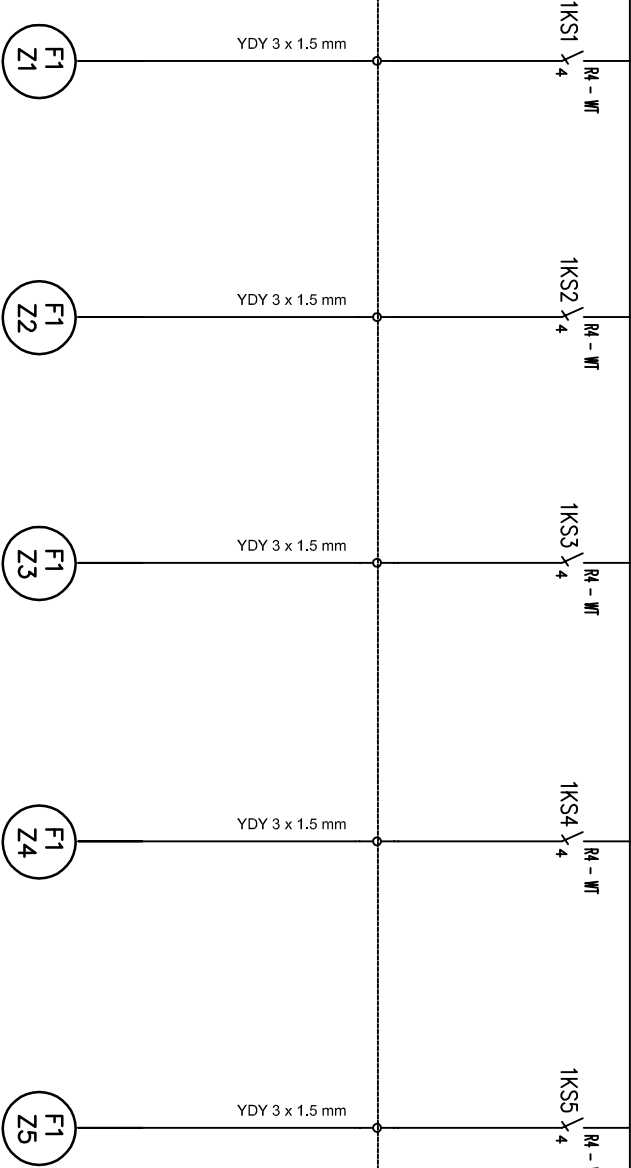 1KS1
4
R4 - WT
YDY 3 x 1.5 mm
F1
Z1
1KS2
4
R4 - WT
YDY 3 x 1.5 mm
F1
Z2
1KS3
4
R4 - WT
YDY 3 x 1.5 mm
F1
Z3
1KS4
4
R4 - WT
YDY 3 x 1.5 mm
F1
Z4
1KS5
4
R4 -
YDY 3 x 1.5 mm
F1
Z5